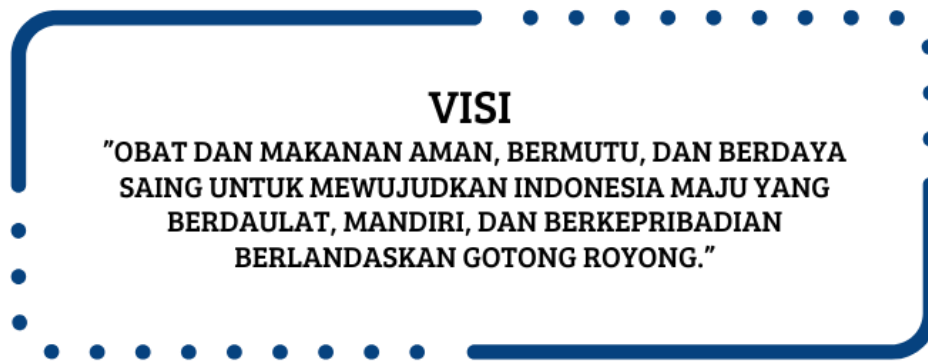 VISI
"OBAT DAN MAKANAN AMAN, BERMUTU, DAN BERDAYA
SAING UNTUK MEWUJUDKAN INDONESIA MAJU YANG
BERDAULAT, MANDIRI, DAN BERKEPRIBADIAN
BERLANDASKAN GOTONG ROYONG."